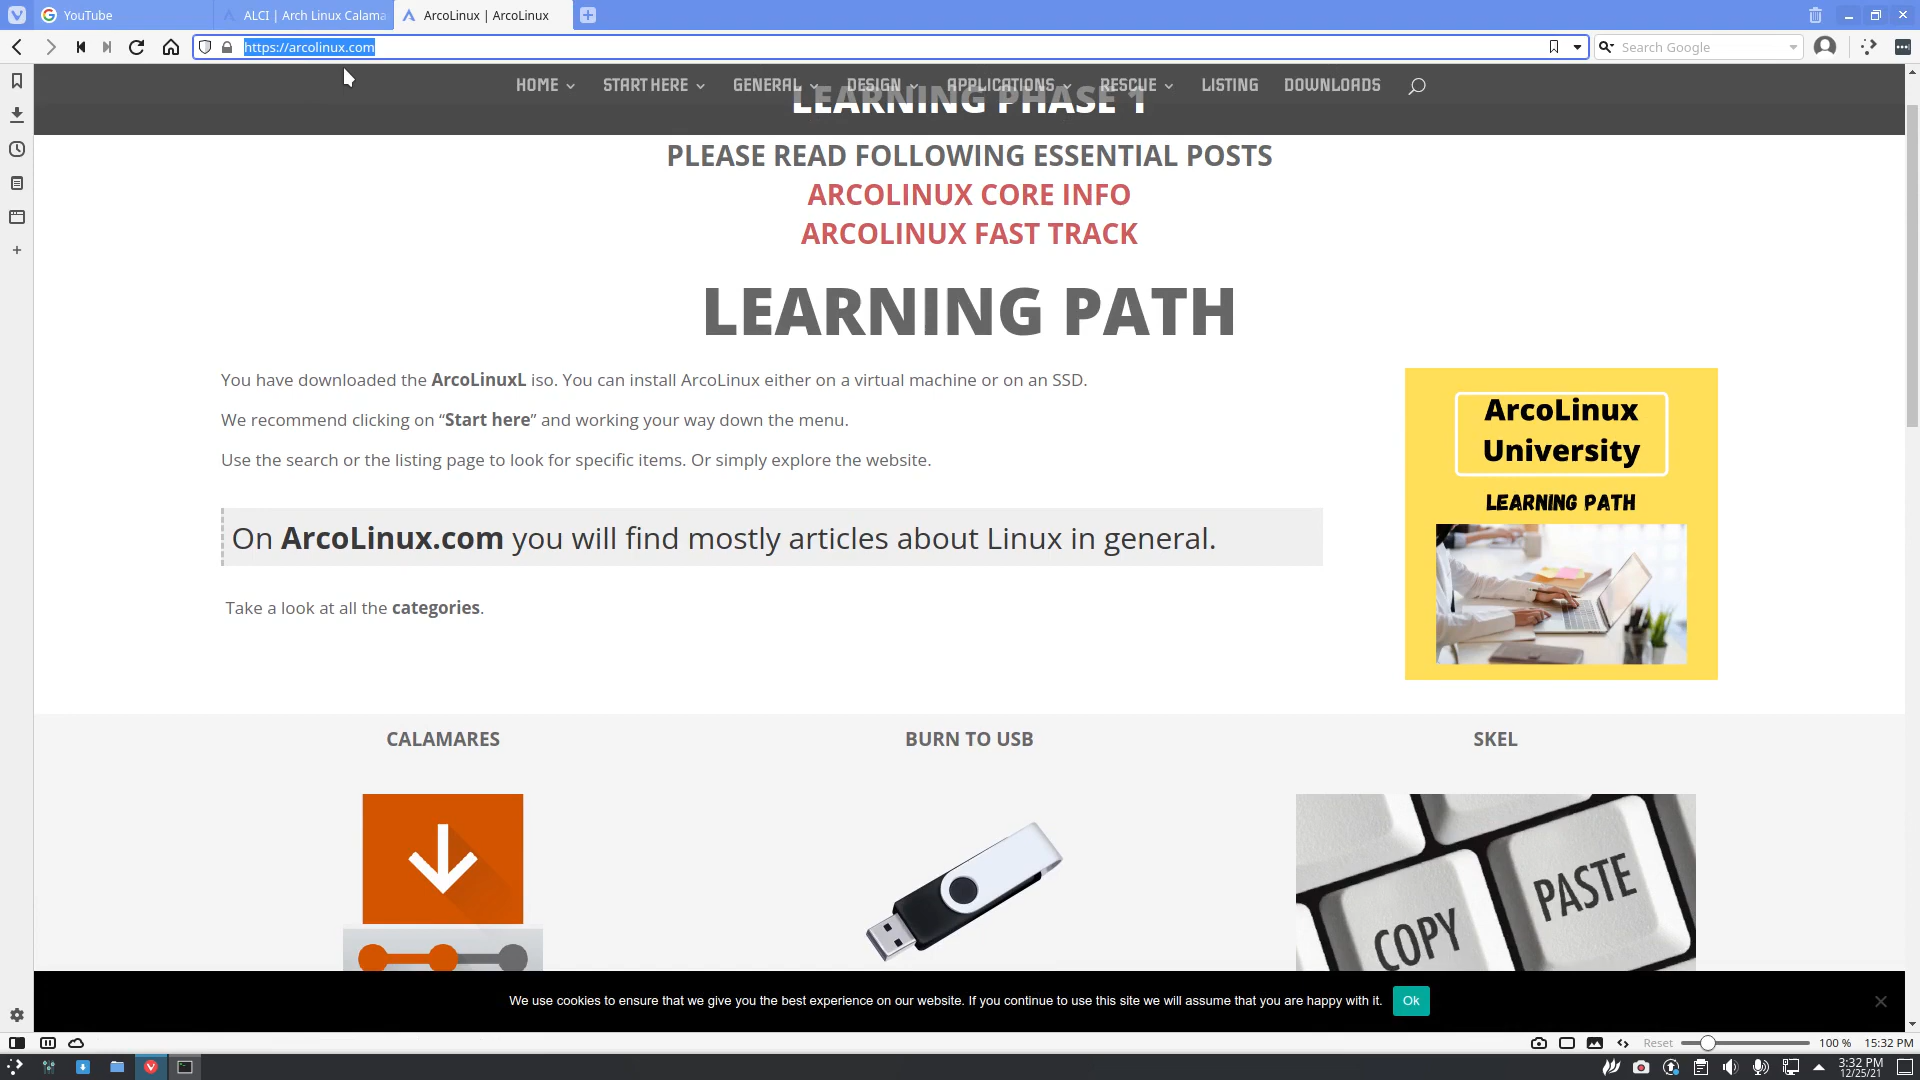 YouTube
ALCI | Arch Linux Calama
ArcoLinux | ArcoLinux
https://arcolinux.com
Search Google
HOME
START HERE
GENERAL
DESIGN
APPLICATIONS
RESCUE
LISTING
DOWNLOADS
LEARNING PHASE 1
PLEASE READ FOLLOWING ESSENTIAL POSTS
ARCOLINUX CORE INFO
ARCOLINUX FAST TRACK
LEARNING PATH
You have downloaded the ArcoLinuxL iso. You can install ArcoLinux either on a virtual machine or on an SSD.
We recommend clicking on “Start here” and working your way down the menu.
Use the search or the listing page to look for specific items. Or simply explore the website.
On ArcoLinux.com you will find mostly articles about Linux in general.
Take a look at all the categories.
ArcoLinux
University
LEARNING PATH
CALAMARES
BURN TO USB
SKEL
COPY
PASTE
We use cookies to ensure that we give you the best experience on our website. If you continue to use this site we will assume that you are happy with it.
Ok
Reset
100 %
15:32 PM
3:32 PM
12/25/21